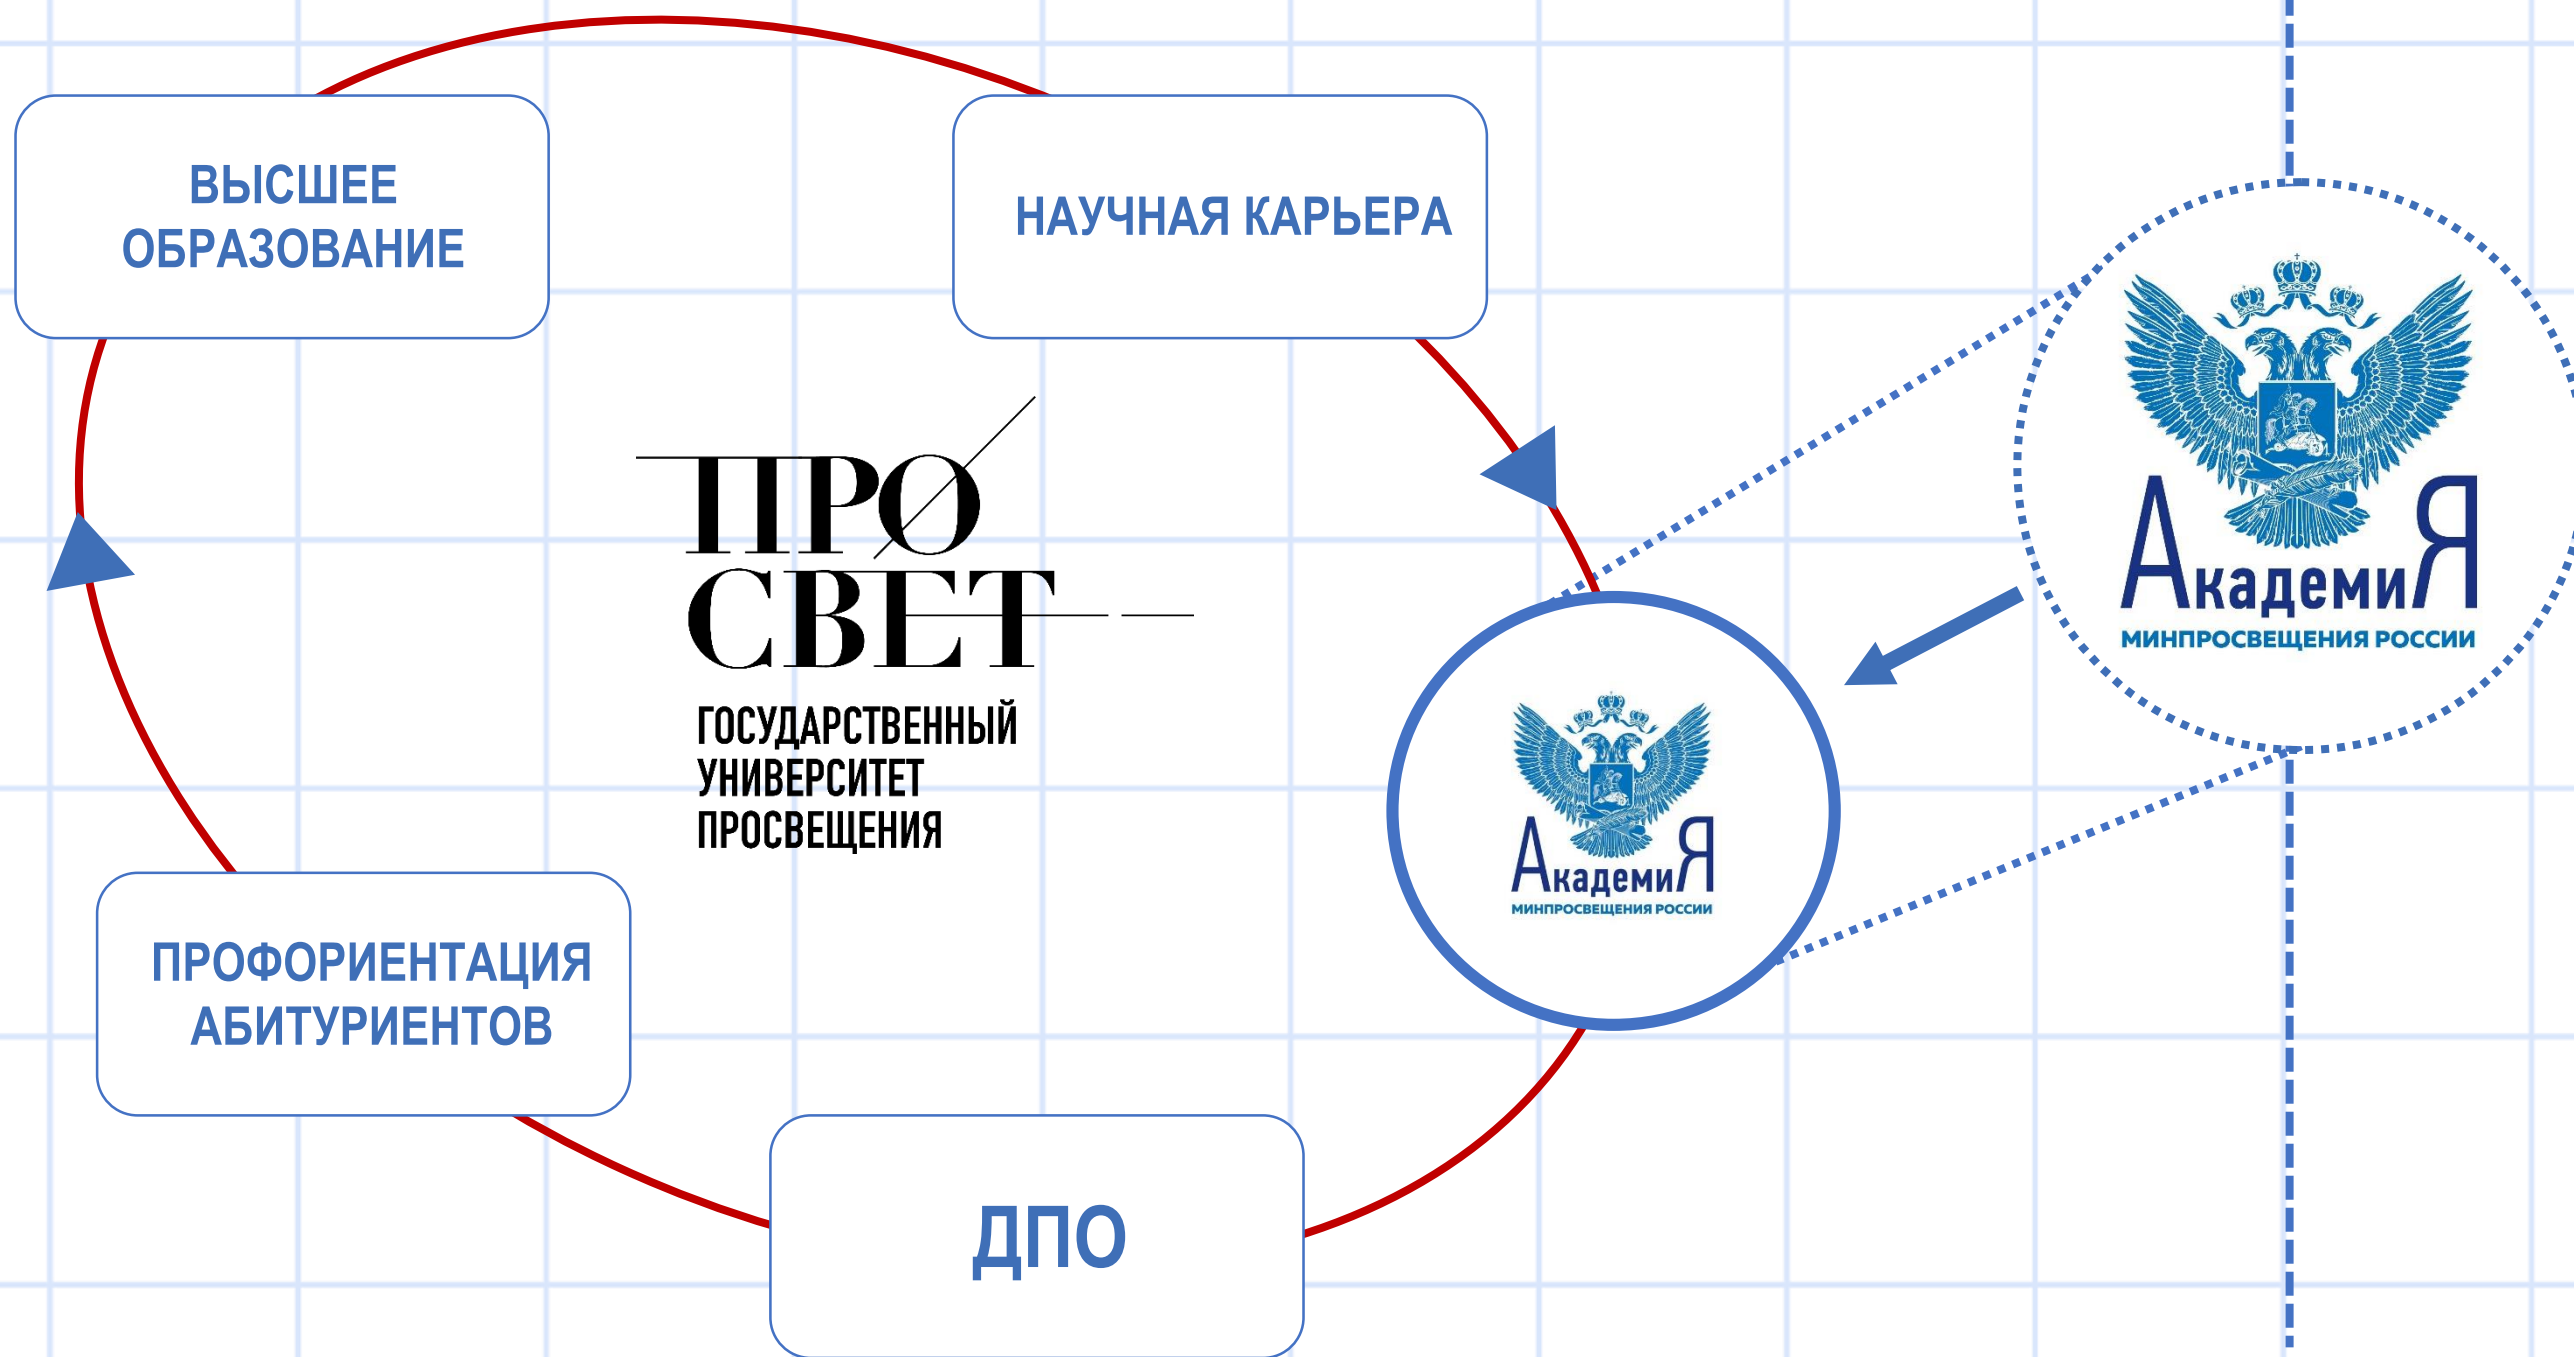 ВЫСШЕЕ
ОБРАЗОВАНИЕ
НАУЧНАЯ КАРЬЕРА
АкадемиЯ
МИНПРОСВЕЩЕНИЯ РОССИИ
ПРО
СВЕТ
ГОСУДАРСТВЕННЫЙ
УНИВЕРСИТЕТ
ПРОСВЕЩЕНИЯ
АкадемиЯ
МИНПРОСВЕЩЕНИЯ РОССИИ
ПРОФОРИЕНТАЦИЯ
АБИТУРИЕНТОВ
ДПО